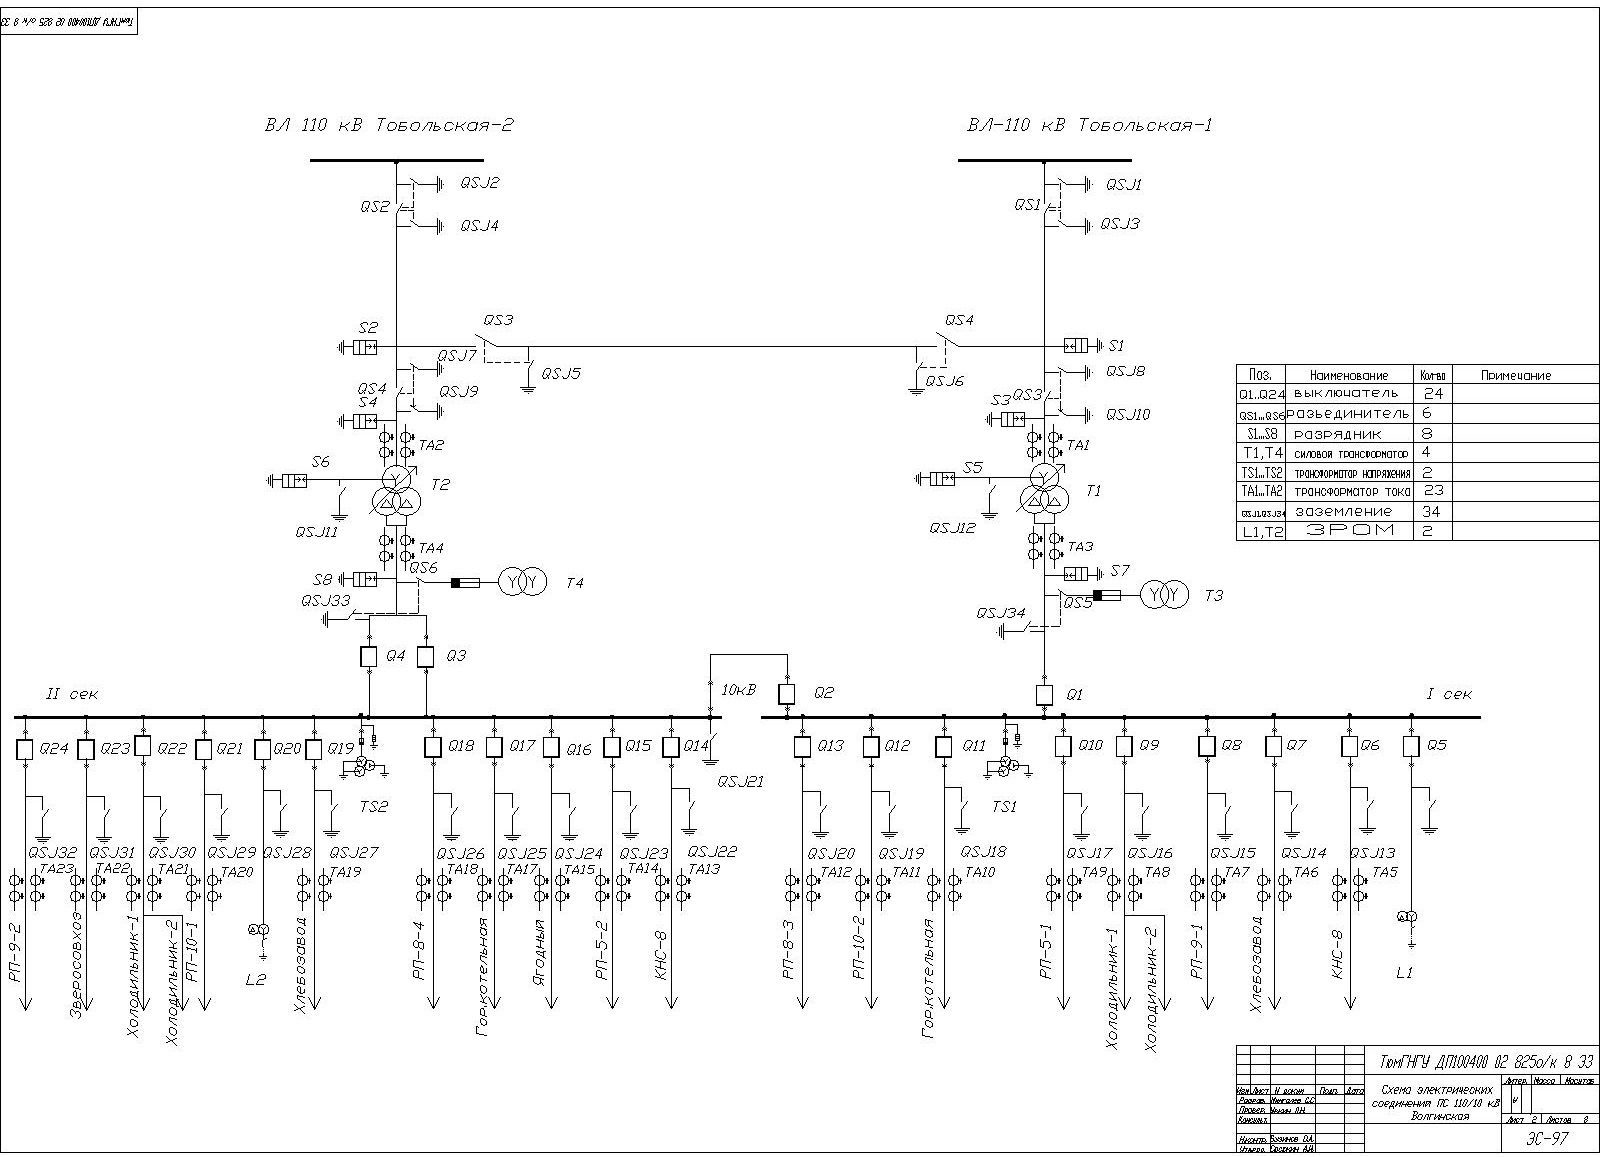 ТюмГНГУ ДП100400 02 825 о/к 8 ЗЗ
ВЛ 110 кВ Тобольская-2
ВЛ-110 кВ Тобольская-1
QSJ2
QS2
QSJ4
QSJ1
QS1
QSJ3
S2
QS3
QSJ7
QSJ5
QS4
QSJ9
S4
TA2
S6
T2
QSJ11
TA4
QS6
S8
T4
QSJ33
Q4
Q3
QS4
S1
QSJ6
QSJ8
S3
QS3
QSJ10
TA1
S5
T1
QSJ12
TA3
S7
QS5
T3
QSJ34
II сек
10кВ
Q2
Q1
I сек
Q24
Q23
Q22
Q21
Q20
Q19
Q18
Q17
Q16
Q15
Q14
Q13
Q12
Q11
Q10
Q9
Q8
Q7
Q6
Q5
QSJ21
TS2
TS1
QSJ32
QSJ31
QSJ30
QSJ29
QSJ28
QSJ27
QSJ26
QSJ25
QSJ24
QSJ23
QSJ22
QSJ20
QSJ19
QSJ18
QSJ17
QSJ16
QSJ15
QSJ14
QSJ13
TA23
TA22
TA21
TA20
TA19
TA18
TA17
TA15
TA14
TA13
TA12
TA11
TA10
TA9
TA8
TA7
TA6
TA5
РП-9-2
Зверосовхоз
Холодильник-1
Холодильник-2
РП-10-1
L2
Хлебозавод
РП-8-4
Горкотельная
Ягодный
РП-5-2
КНС-8
РП-8-3
РП-10-2
Горкотельная
РП-5-1
Холодильник-1
Холодильник-2
РП-9-1
Хлебозавод
КНС-8
L1
Поз. Наименование Кол-во Примечание
Q1..Q24 выключатель 24
QS1...QS6 разьединитель 6
S1...S8 разрядник 8
T1,T4 силовой трансформатор 4
TS1...TS2 трансформатор напряжения 2
TA1...TA2 трансформатор тока 23
QSJ1.QSJ34 заземление 34
L1,T2 ЗРОМ 2
ТюмГНГУ ДП100400 02 825о/к 8 ЗЗ
Схема электрических
соединений ПС 110/10 кВ
Волгинская
Литер. Масса Масштаб
у
Лист 2 Листов 8
ЭС-97
Изм Лист N докум Подп. Дата
Разраб.
Провер.
Консульт.
Н.контр. Бузинов О.А.
Утверд.